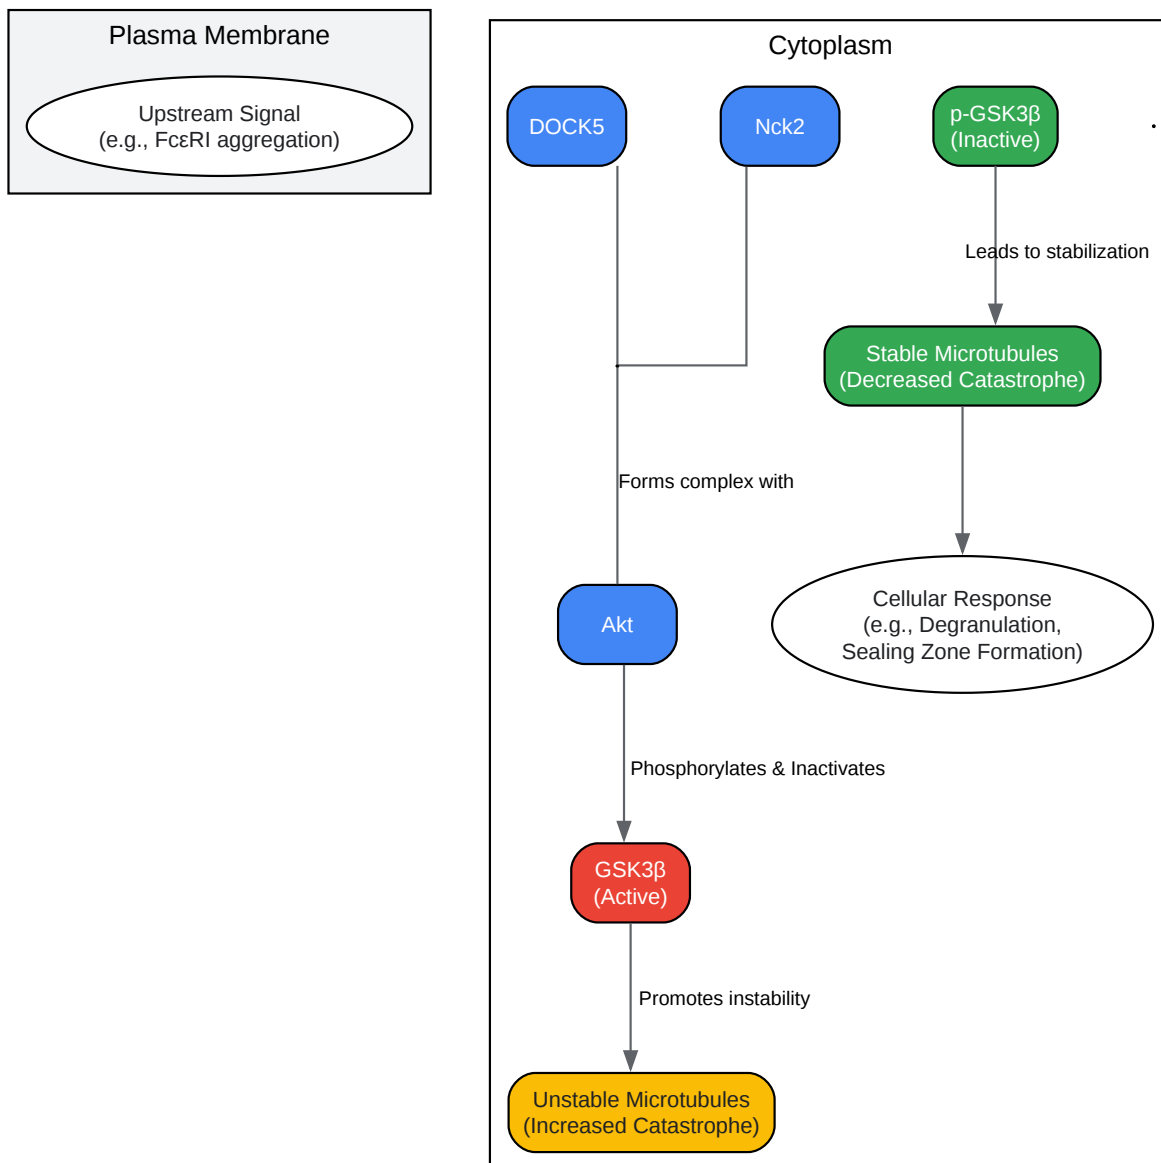 Plasma Membrane
Upstream Signal
(e.g., FcεRI aggregation)
Cytoplasm
DOCK5
Nck2
p-GSK3β
(Inactive)
Leads to stabilization
Stable Microtubules
(Decreased Catastrophe)
Forms complex with
Akt
Cellular Response
(e.g., Degranulation,
Sealing Zone Formation)
Phosphorylates & Inactivates
GSK3β
(Active)
Promotes instability
Unstable Microtubules
(Increased Catastrophe)